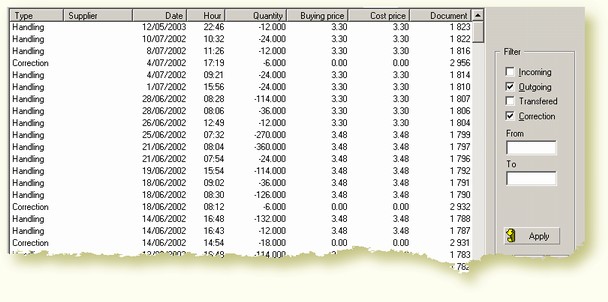 Type Supplier Date Hour Quantity Buying price Cost price Document
Handling 12/05/2003 22:46 -12.000 3.30 3.30 1 823
Handling 10/07/2002 10:32 -24.000 3.30 3.30 1 822
Handling 8/07/2002 11:26 -12.000 3.30 3.30 1 816
Correction 4/07/2002 17:19 -6.000 0.00 0.00 2 956
Handling 4/07/2002 09:21 -24.000 3.30 3.30 1 814
Handling 1/07/2002 15:56 -24.000 3.30 3.30 1 810
Handling 28/06/2002 08:28 -114.000 3.30 3.30 1 807
Handling 28/06/2002 08:06 -36.000 3.30 3.30 1 806
Handling 26/06/2002 12:49 -12.000 3.30 3.30 1 804
Handling 25/06/2002 07:32 -270.000 3.48 3.48 1 799
Handling 21/06/2002 08:04 -360.000 3.48 3.48 1 797
Handling 21/06/2002 07:54 -24.000 3.48 3.48 1 796
Handling 19/06/2002 15:54 -114.000 3.48 3.48 1 792
Handling 18/06/2002 09:02 -36.000 3.48 3.48 1 791
Handling 18/06/2002 08:30 -126.000 3.48 3.48 1 790
Correction 18/06/2002 08:12 -6.000 0.00 0.00 2 932
Handling 14/06/2002 16:48 -132.000 3.48 3.48 1 788
Handling 14/06/2002 16:43 -12.000 3.48 3.48 1 787
Correction 14/06/2002 14:54 -18.000 0.00 0.00 2 931
Handling -114.000 3.48 3.48 1 783
1 782
Filter
Incoming
Outgoing
Transfered
Correction
From
To
Apply